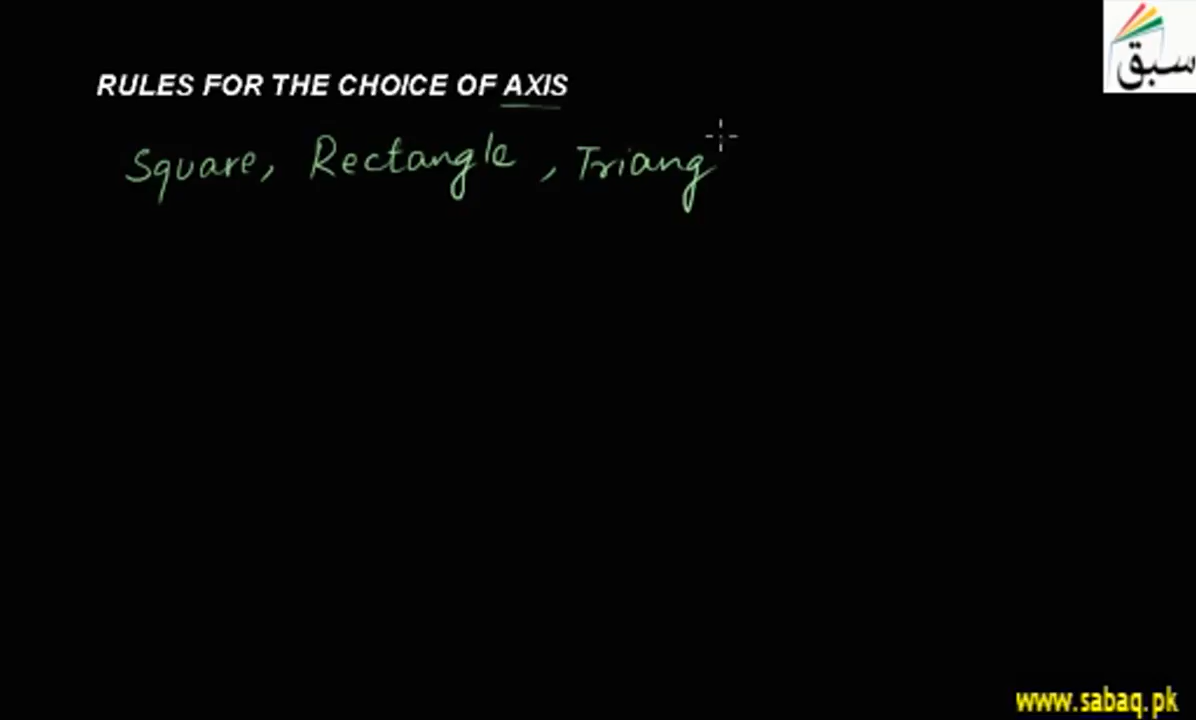 سبق
RULES FOR THE CHOICE OF AXIS
Square, Rectangle, Triang
www.sabaq.pk